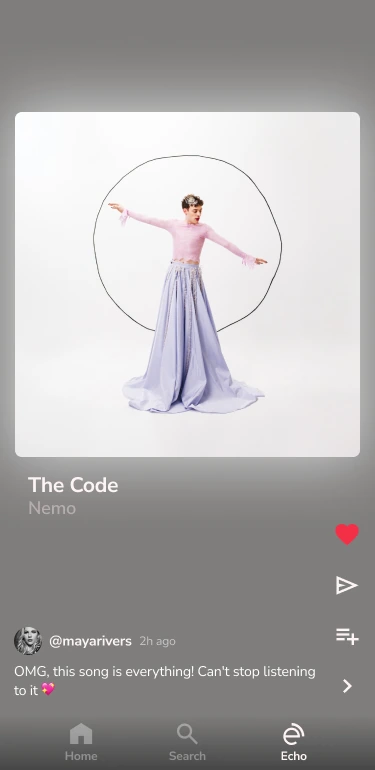 The Code
Nemo
@mayarivers 2h ago
OMG, this song is everything! Can't stop listening
to it 💖
Home Search Echo